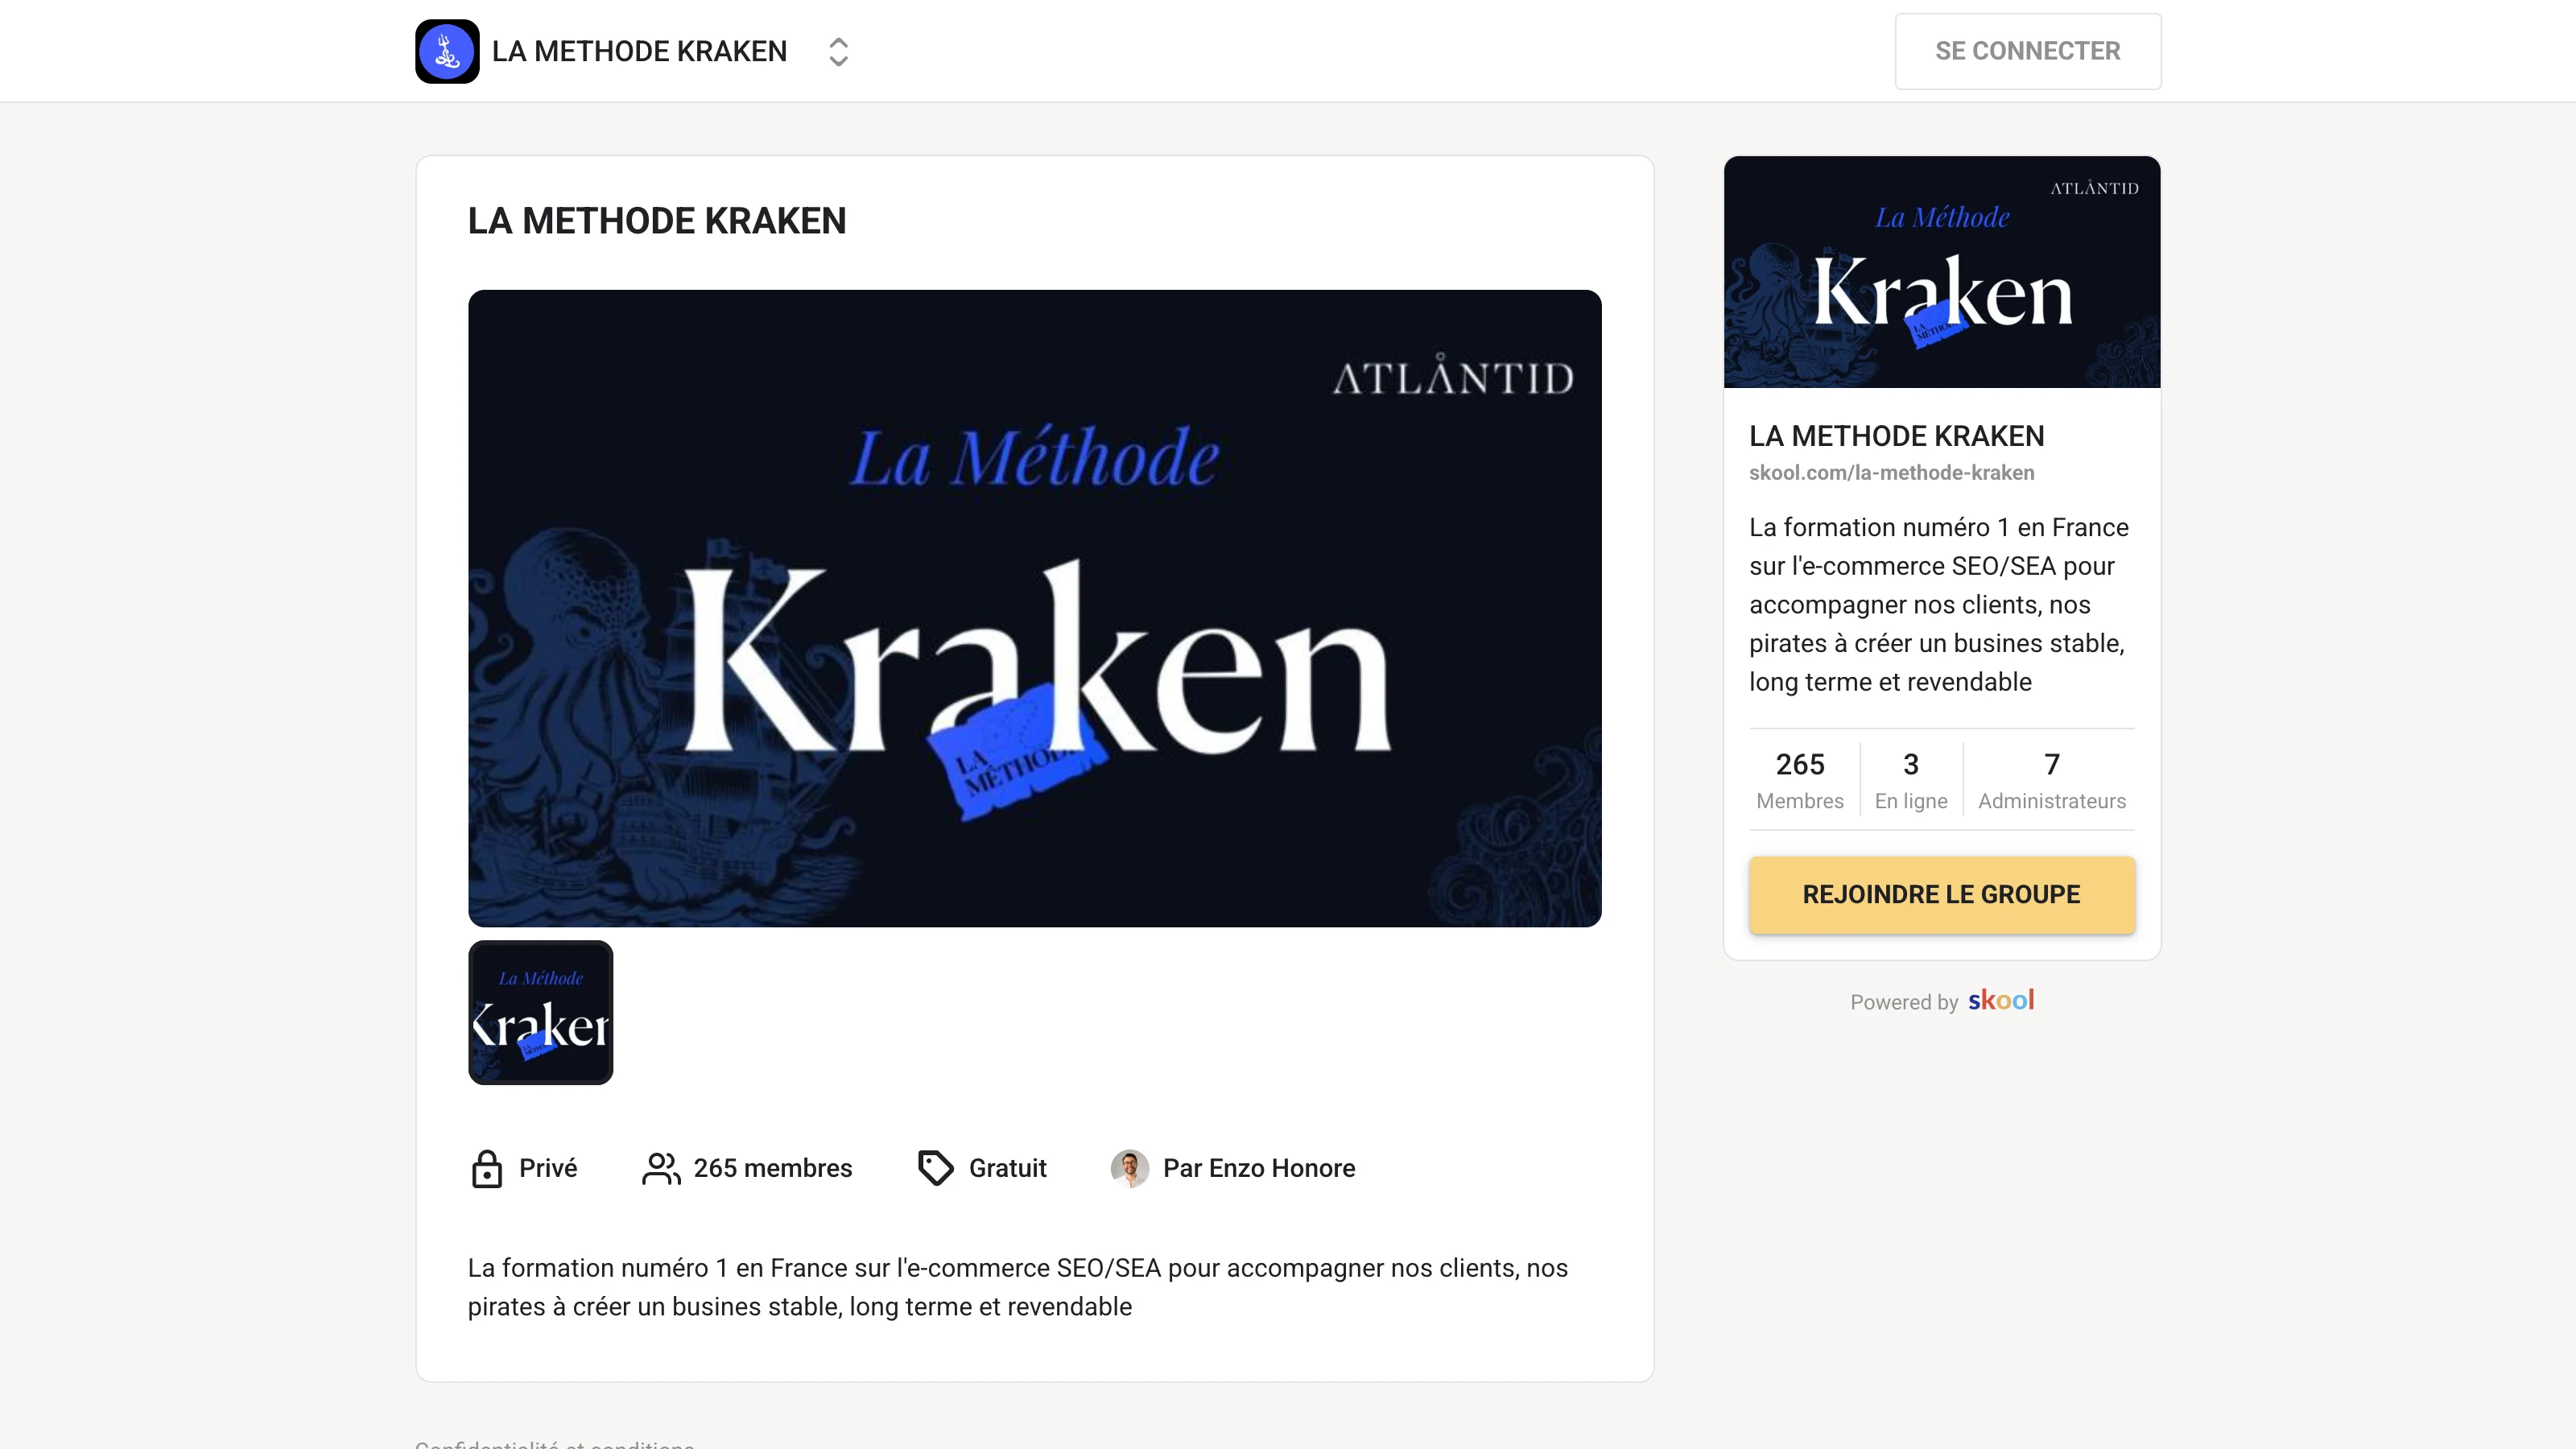 LA METHODE KRAKEN
SE CONNECTER
LA METHODE KRAKEN
ATLÅNTID
La Méthode
Kraken
LA
MÉTHODE
La Méthode
Kraken
Privé
265 membres
Gratuit
Par Enzo Honore
La formation numéro 1 en France sur l'e-commerce SEO/SEA pour accompagner nos clients, nos
pirates à créer un busines stable, long terme et revendable
ATLÅNTID
La Méthode
Kraken
LA
MÉTHODE
LA METHODE KRAKEN
skool.com/la-methode-kraken
La formation numéro 1 en France
sur l'e-commerce SEO/SEA pour
accompagner nos clients, nos
pirates à créer un busines stable,
long terme et revendable
265
Membres
3
En ligne
7
Administrateurs
REJOINDRE LE GROUPE
Powered by skool
Confidentialité et conditions